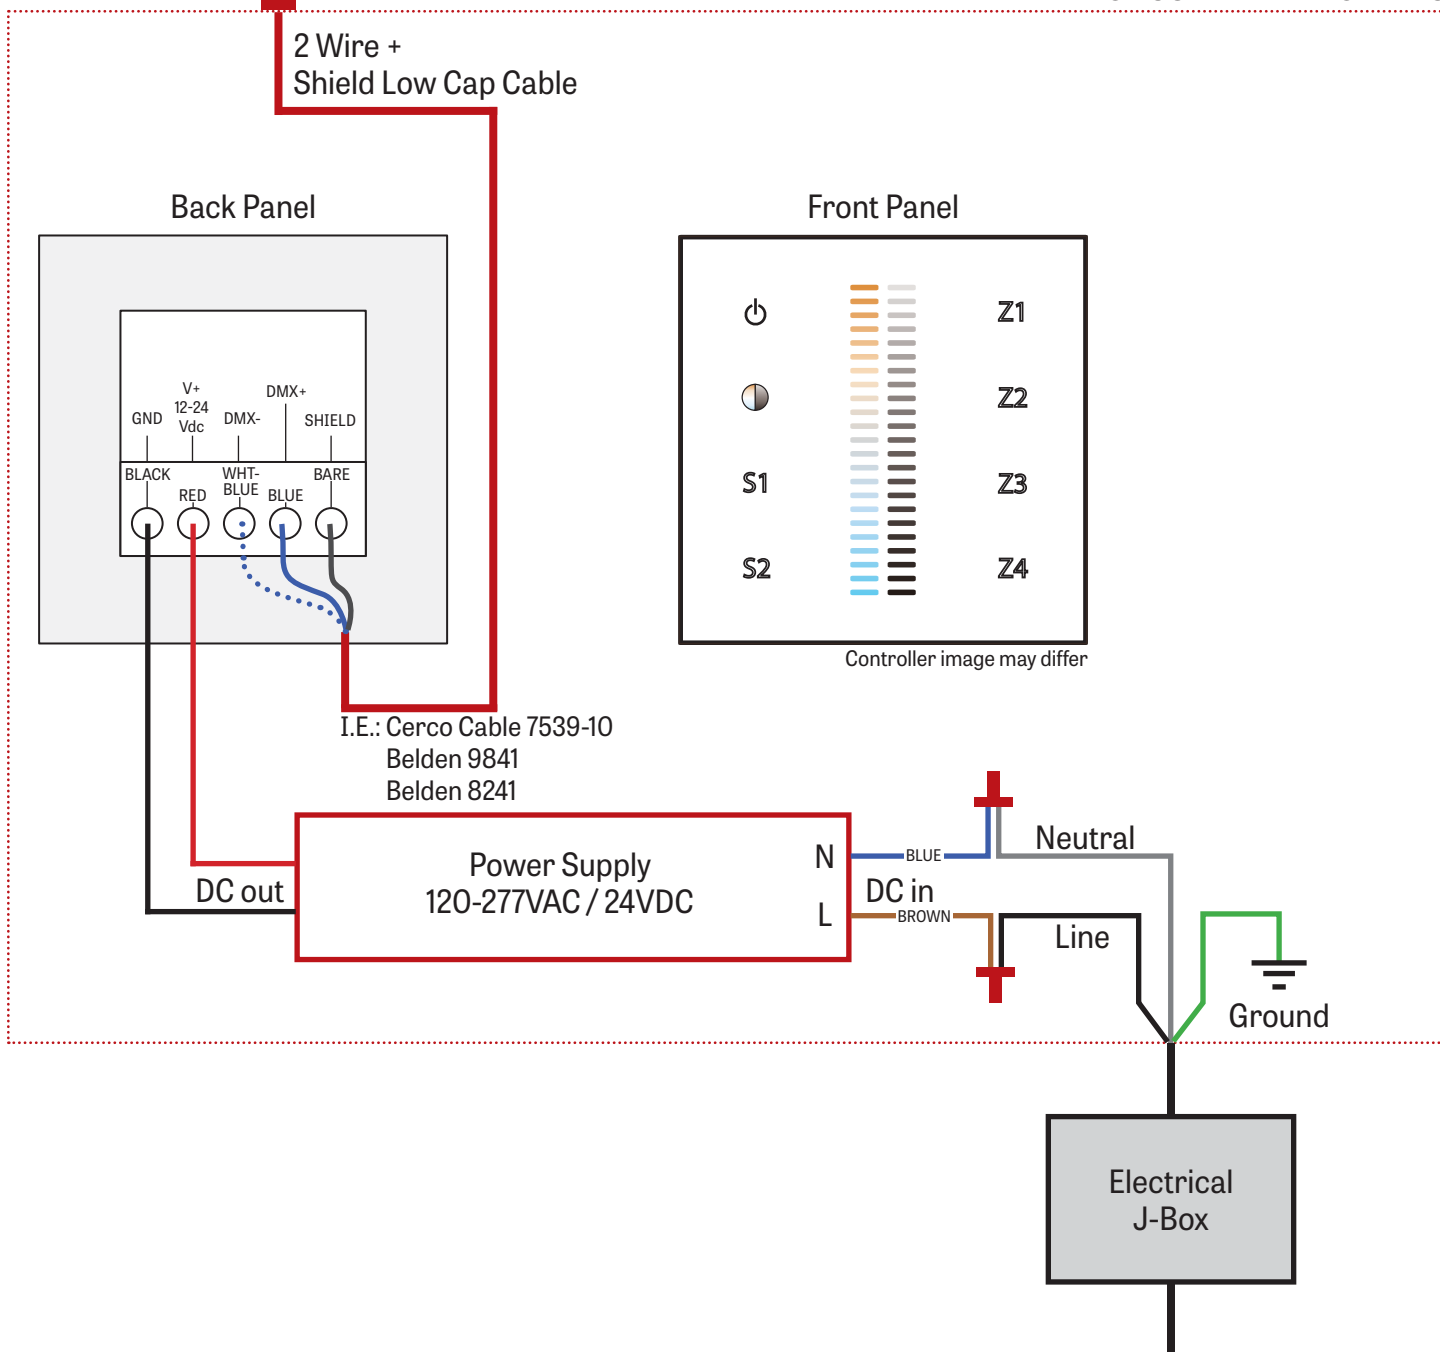 2 Wire +
Shield Low Cap Cable
Back Panel
Front Panel
GND
V+
12-24
Vdc
DMX-
DMX+
SHIELD
BLACK
RED
WHT-
BLUE
BLUE
BARE
Z1
Z2
S1
Z3
S2
Z4
Controller image may differ
I.E.: Cerco Cable 7539-10
Belden 9841
Belden 8241
Power Supply
120-277VAC / 24VDC
DC out
N
L
BLUE
DC in
BROWN
Neutral
Line
Ground
Electrical
J-Box